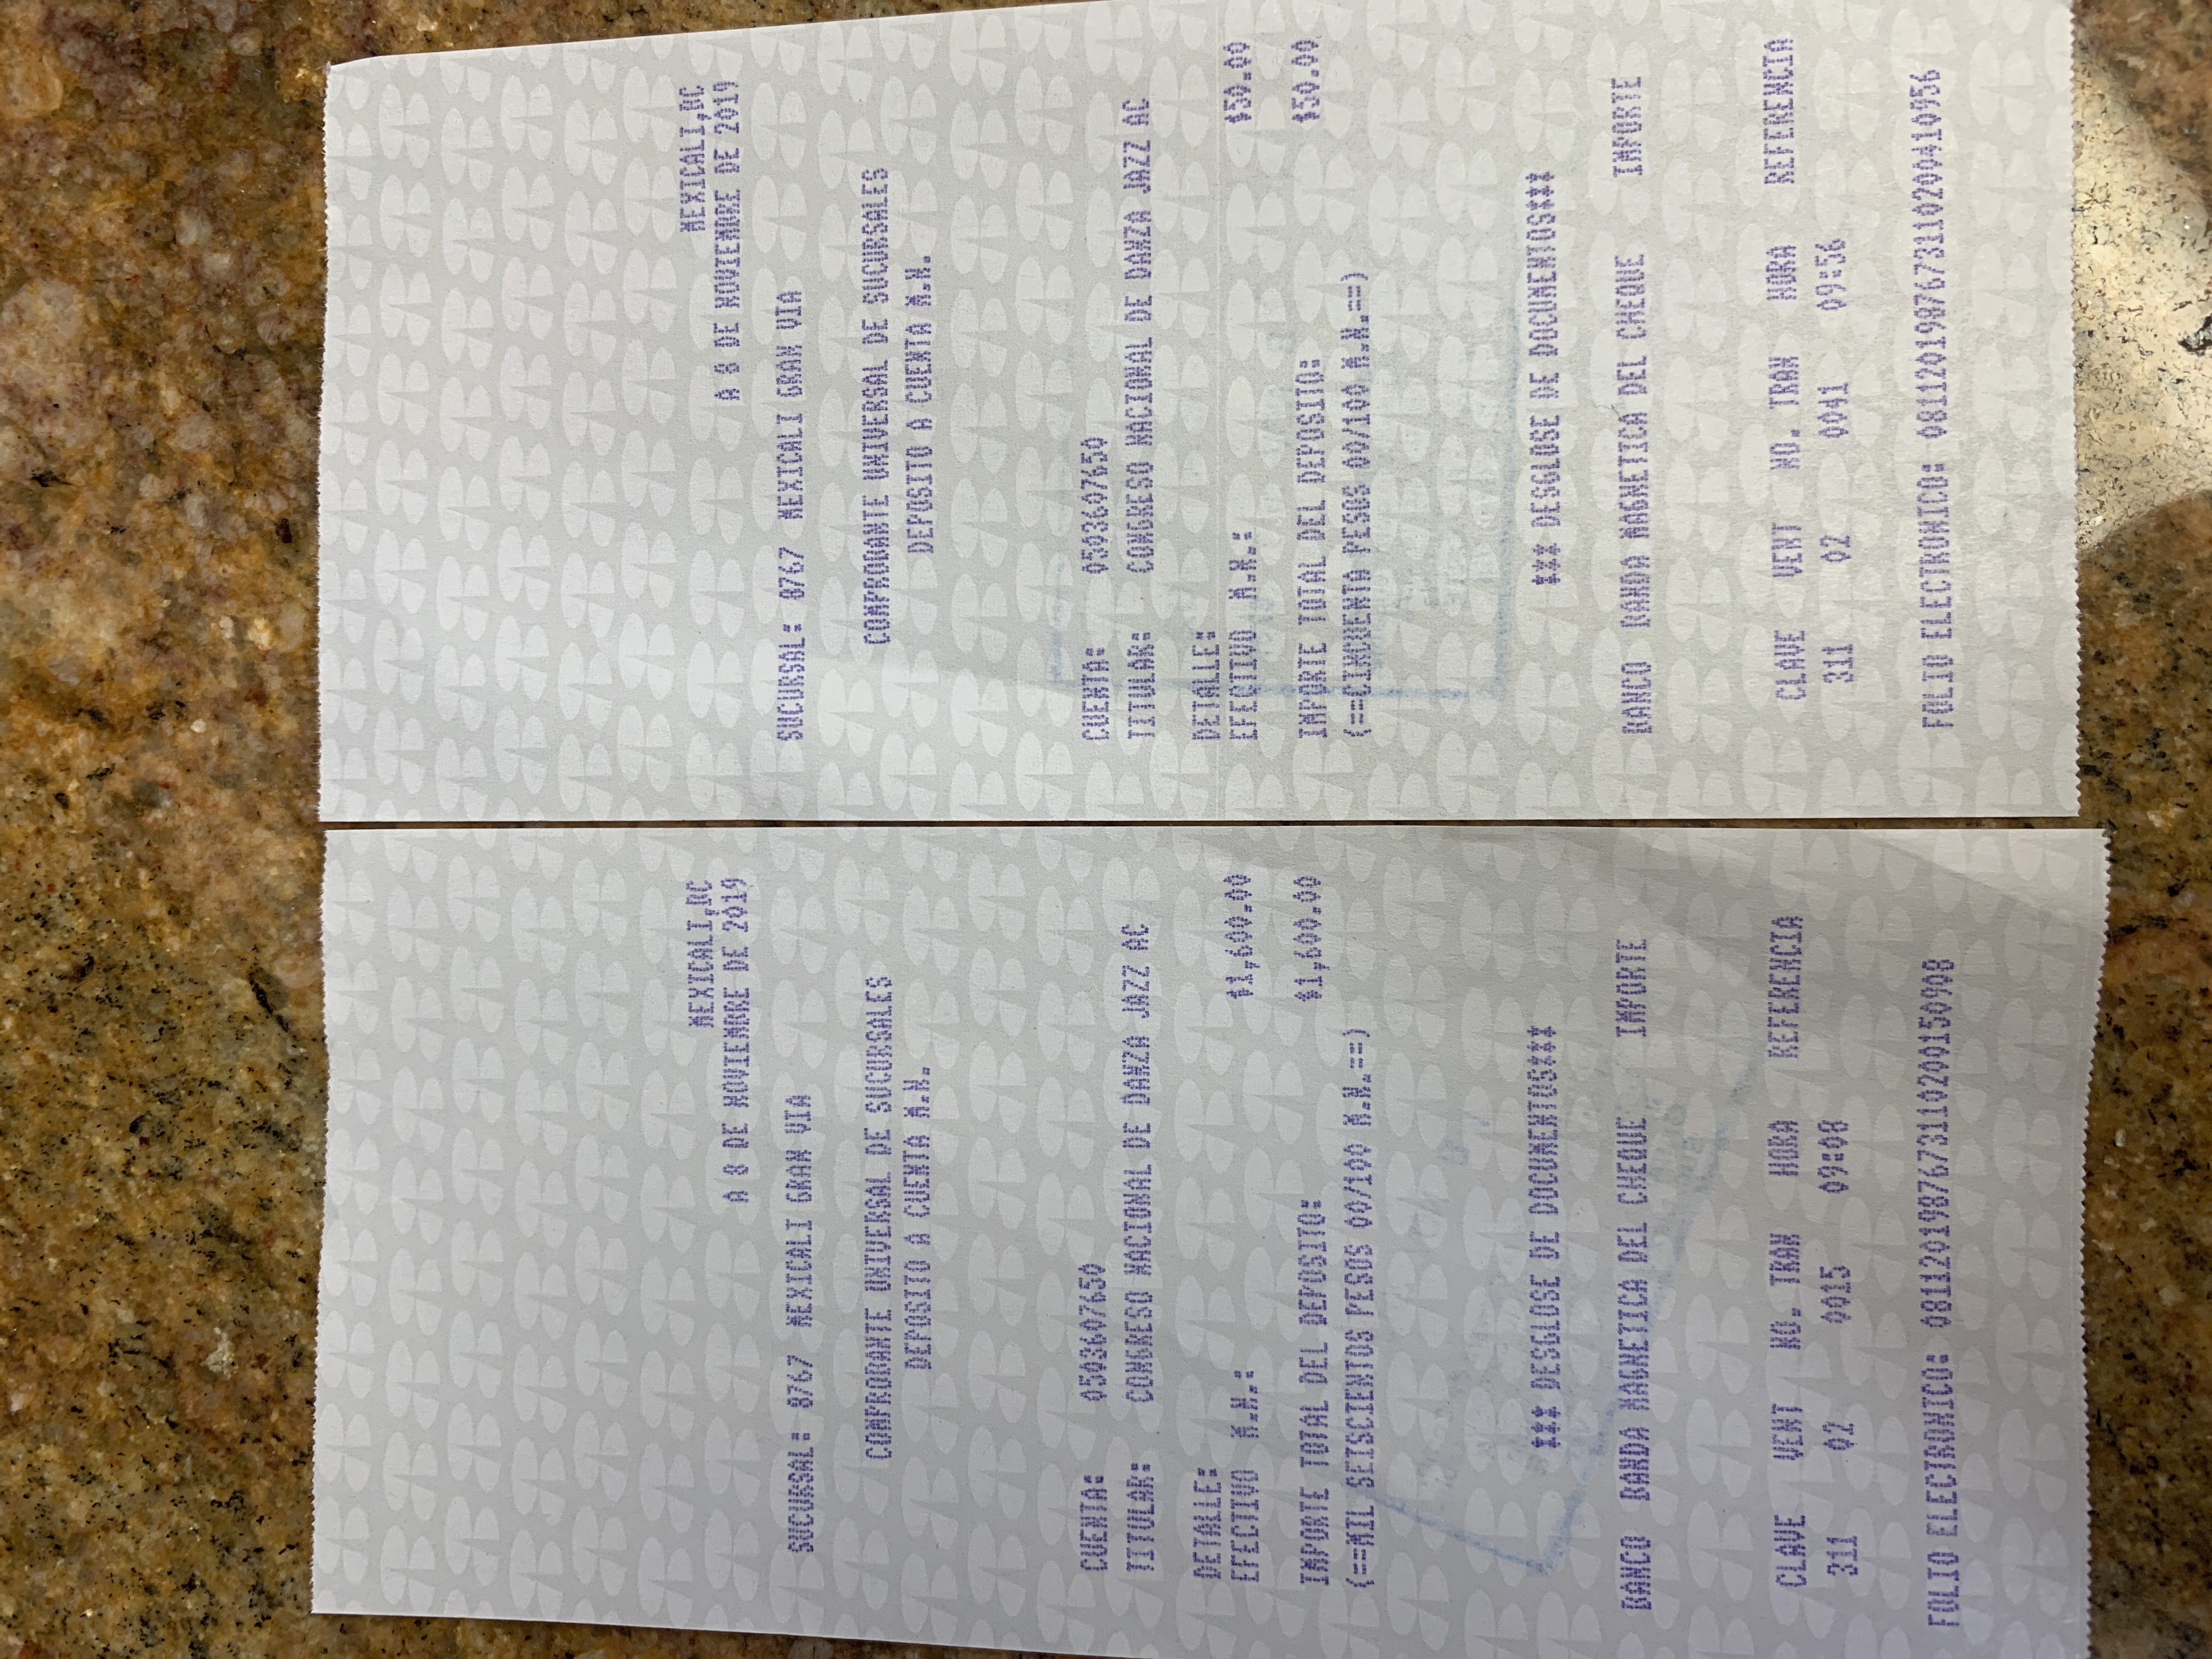 MEXICALI,BC
A 8 DE NOVIEMBRE DE 2019
SUCURSAL: 8767 MEXICALI GRAN VIA
COMPROBANTE UNIVERSAL DE SUCURSALES
DEPOSITO A CUENTA M.N.
CUENTA: 0503607650
TITULAR: CONGRESO NACIONAL DE DANZA JAZZ AC
DETALLE:
EFECTIVO M.N.: $1,600.00
IMPORTE TOTAL DEL DEPOSITO: $1,600.00
(==MIL SEISCIENTOS PESOS 00/100 M.N.==)
*** DESGLOSE DE DOCUMENTOS***
BANCO BANDA MAGNETICA DEL CHEQUE IMPORTE
CLAVE VENT NO. TRAN HORA REFERENCIA
311 02 0015 09:08
FOLIO ELECTRONICO: 0811201987673110200150908
MEXICALI,BC
A 8 DE NOVIEMBRE DE 2019
SUCURSAL: 8767 MEXICALI GRAN VIA
COMPROBANTE UNIVERSAL DE SUCURSALES
DEPOSITO A CUENTA M.N.
CUENTA: 0503607650
TITULAR: CONGRESO NACIONAL DE DANZA JAZZ AC
DETALLE:
EFECTIVO M.N.: $50.00
IMPORTE TOTAL DEL DEPOSITO: $50.00
(==CINCUENTA PESOS 00/100 M.N.==)
*** DESGLOSE DE DOCUMENTOS***
BANCO BANDA MAGNETICA DEL CHEQUE IMPORTE
CLAVE VENT NO. TRAN HORA REFERENCIA
311 02 0041 09:56
FOLIO ELECTRONICO: 0811201987673110200410956